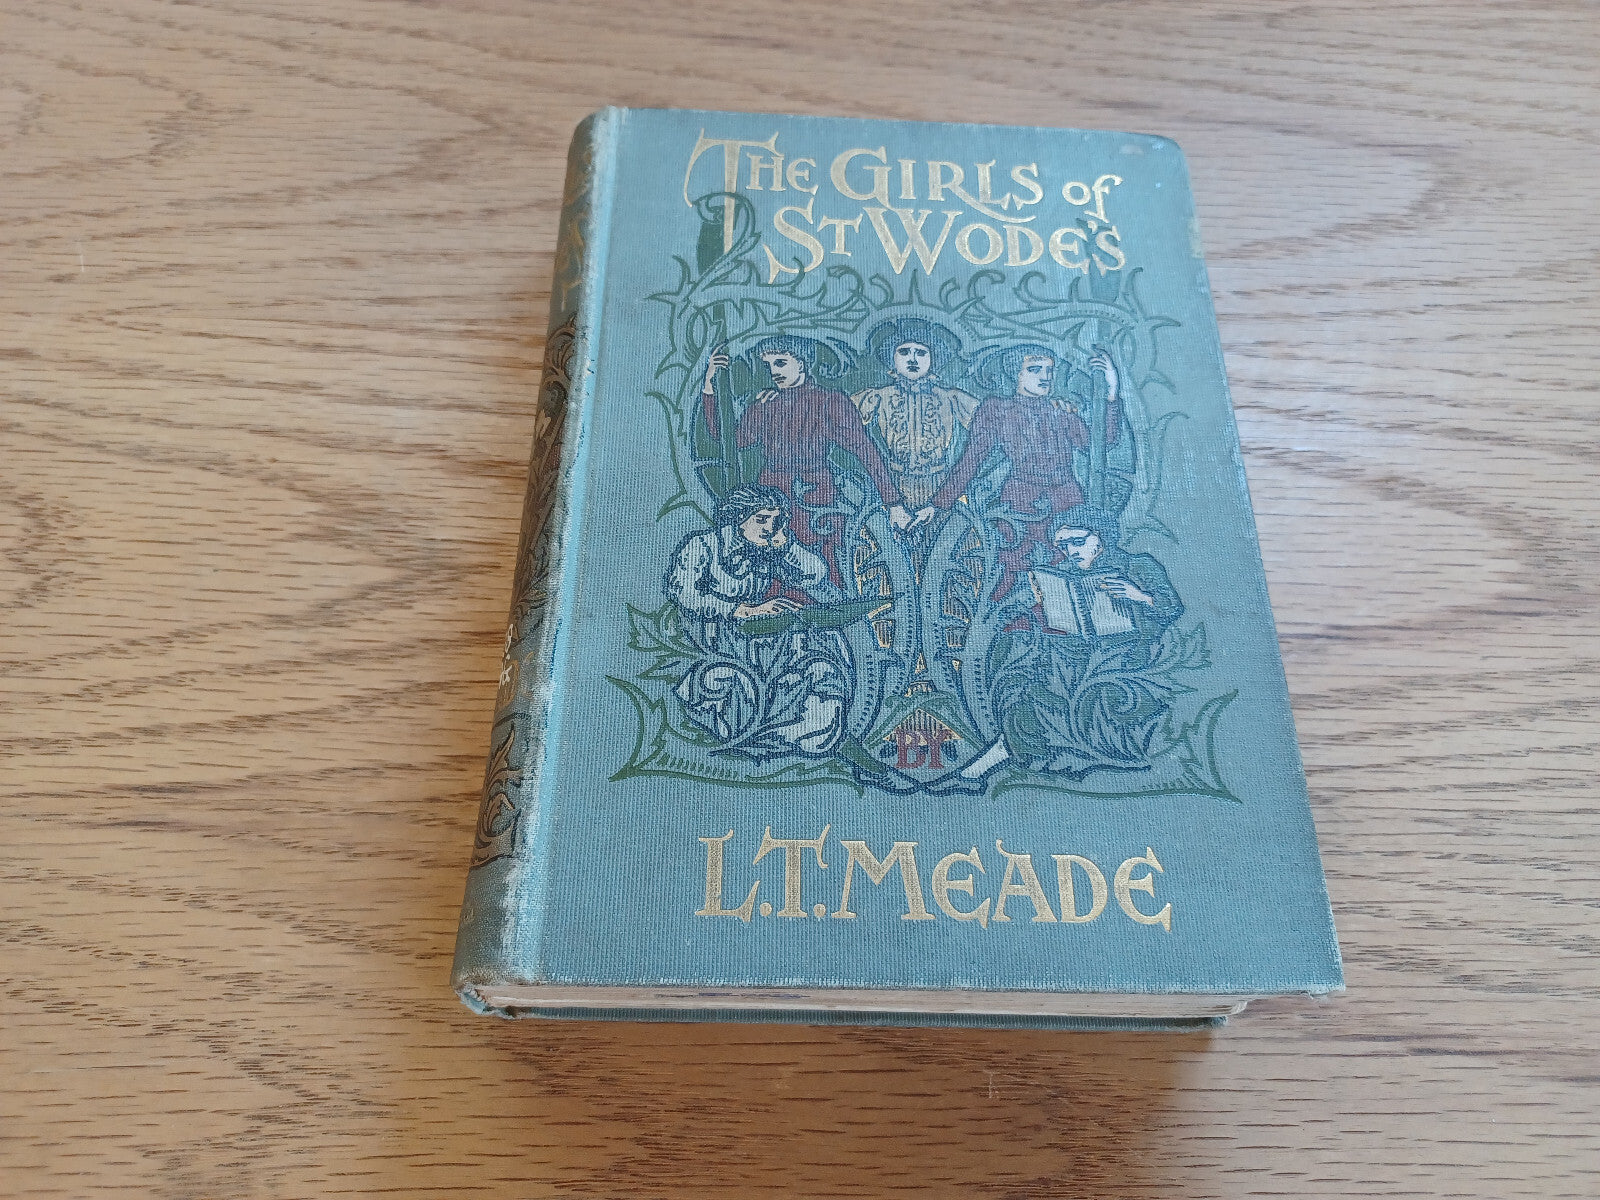 THE GIRLS OF
ST WODE'S
BY
L.T. MEADE